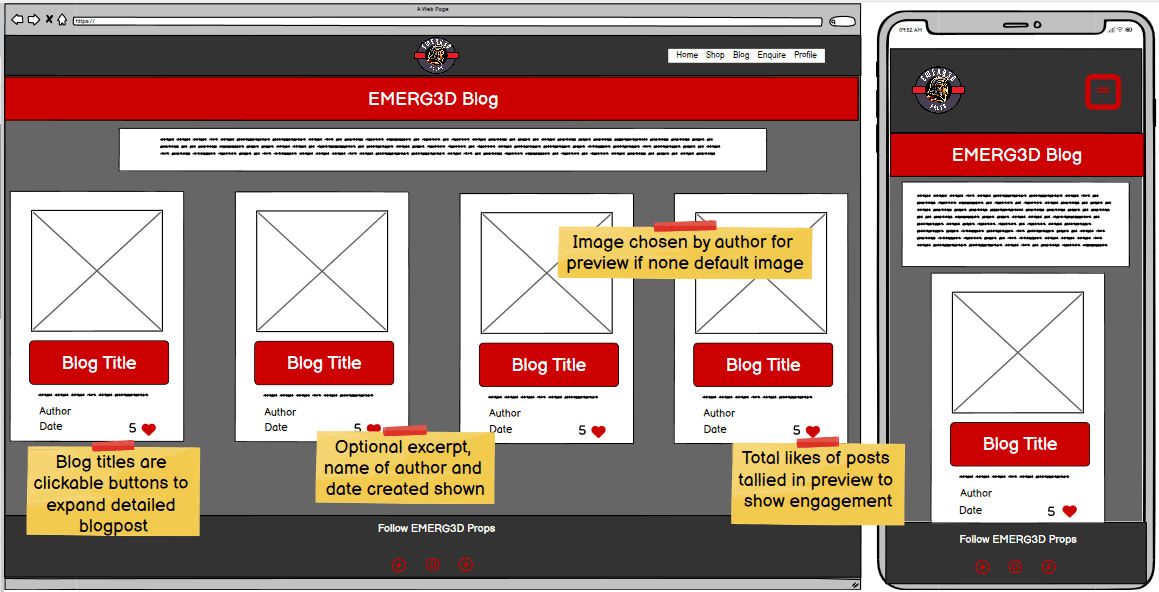 A Web Page
https://
EMERG3D
Home Shop Blog Enquire Profile
EMERG3D Blog
Image chosen by author for
preview if none default image
Blog Title
Author
Date
5
Blog Title
Author
Date
5
Blog Title
Author
Date
5
Blog Title
Author
Date
5
Blog titles are
clickable buttons to
expand detailed
blogpost
Optional excerpt,
name of author and
date created shown
Total likes of posts
tallied in preview to
show engagement
Follow EMERG3D Props
09:52 AM
EMERG3D
EMERG3D Blog
Blog Title
Author
Date
5
Follow EMERG3D Props